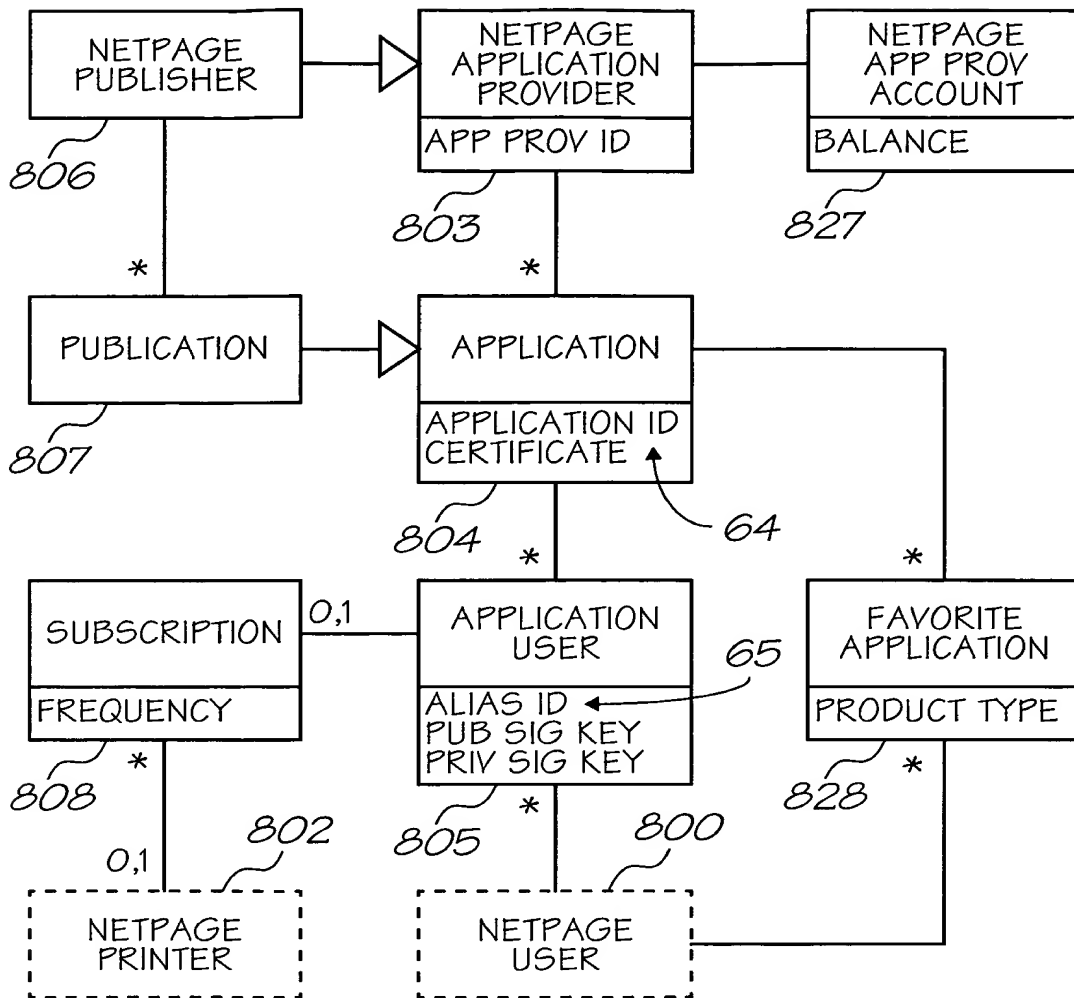 NETPAGE
PUBLISHER
NETPAGE
APPLICATION
PROVIDER
APP PROV ID
NETPAGE
APP PROV
ACCOUNT
BALANCE
806
803
827
*
*
PUBLICATION
APPLICATION
APPLICATION ID
CERTIFICATE
807
804
64
*
*
SUBSCRIPTION
FREQUENCY
0,1
APPLICATION
USER
ALIAS ID
PUB SIG KEY
PRIV SIG KEY
65
FAVORITE
APPLICATION
PRODUCT TYPE
808
*
805
*
828
*
802
800
0,1
NETPAGE
PRINTER
NETPAGE
USER